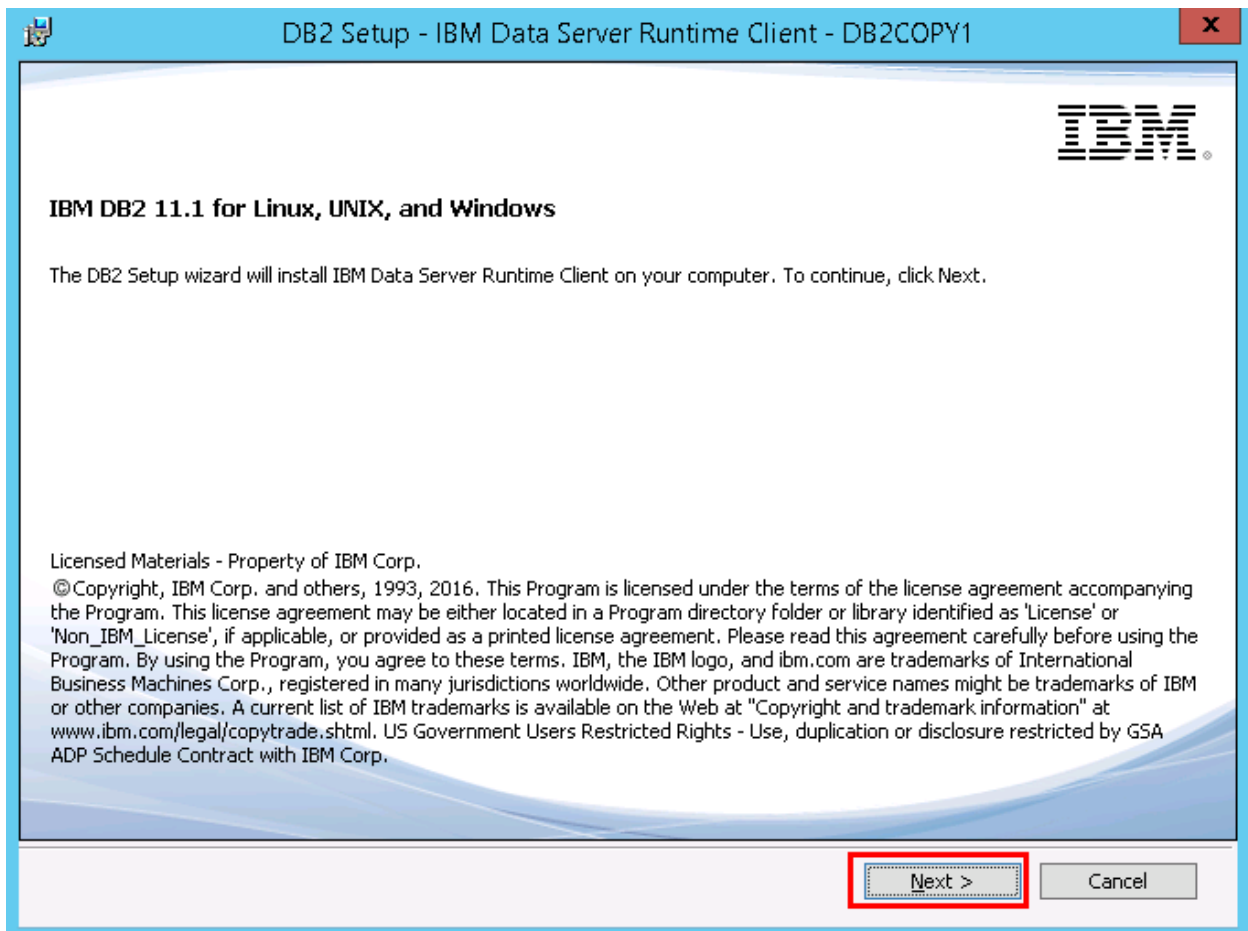 DB2 Setup - IBM Data Server Runtime Client - DB2COPY1
x
IBM
IBM DB2 11.1 for Linux, UNIX, and Windows
The DB2 Setup wizard will install IBM Data Server Runtime Client on your computer. To continue, click Next.
Licensed Materials - Property of IBM Corp.
©Copyright, IBM Corp. and others, 1993, 2016. This Program is licensed under the terms of the license agreement accompanying
the Program. This license agreement may be either located in a Program directory folder or library identified as 'License' or
'Non_IBM_License', if applicable, or provided as a printed license agreement. Please read this agreement carefully before using the
Program. By using the Program, you agree to these terms. IBM, the IBM logo, and ibm.com are trademarks of International
Business Machines Corp., registered in many jurisdictions worldwide. Other product and service names might be trademarks of IBM
or other companies. A current list of IBM trademarks is available on the Web at "Copyright and trademark information" at
www.ibm.com/legal/copytrade.shtml. US Government Users Restricted Rights - Use, duplication or disclosure restricted by GSA
ADP Schedule Contract with IBM Corp.
Next >
Cancel